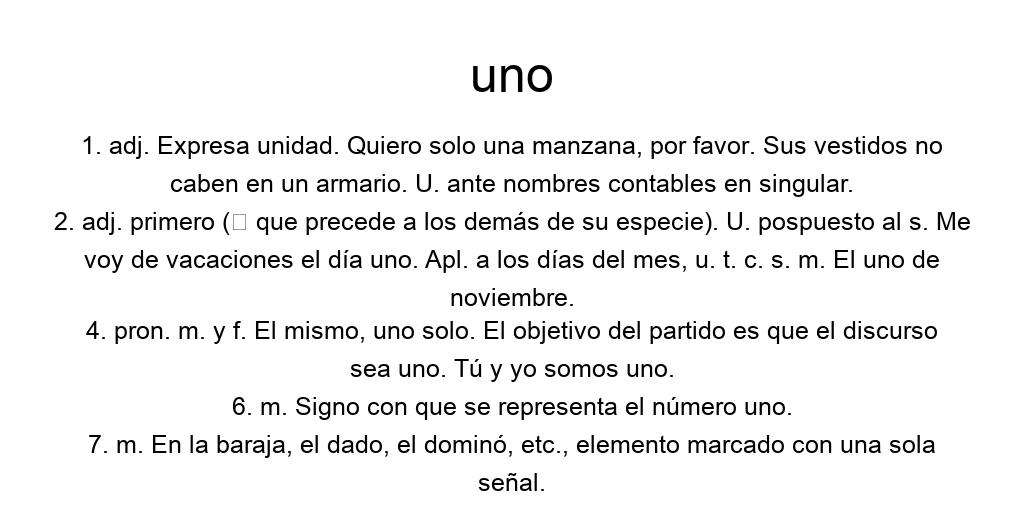 uno
1. adj. Expresa unidad. Quiero solo una manzana, por favor. Sus vestidos no
caben en un armario. U. ante nombres contables en singular.
2. adj. primero (□ que precede a los demás de su especie). U. pospuesto al s. Me
voy de vacaciones el día uno. Apl. a los días del mes, u. t. c. s. m. El uno de
noviembre.
4. pron. m. y f. El mismo, uno solo. El objetivo del partido es que el discurso
sea uno. Tú y yo somos uno.
6. m. Signo con que se representa el número uno.
7. m. En la baraja, el dado, el dominó, etc., elemento marcado con una sola
señal.